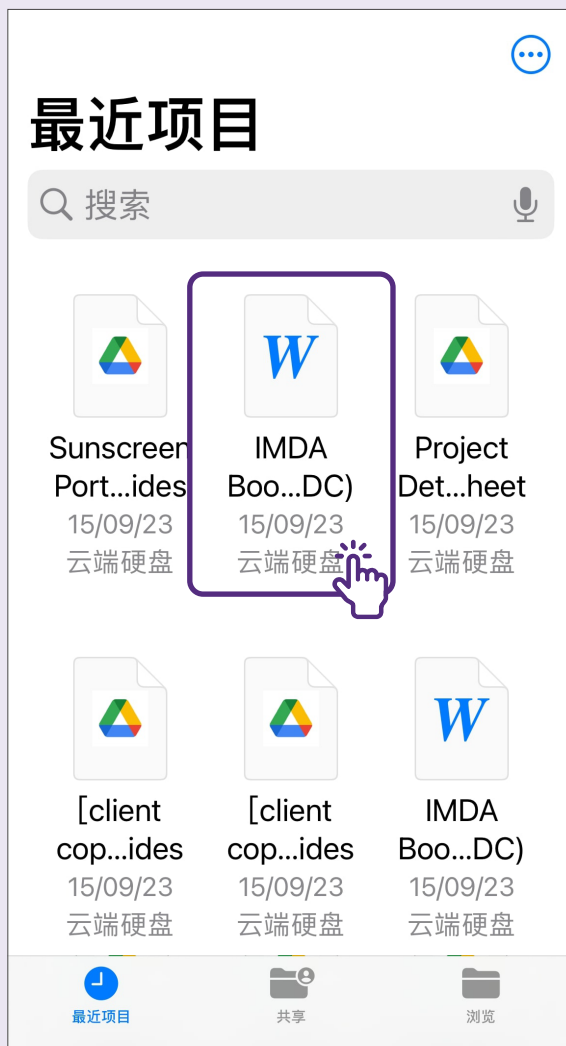 最近项目
搜索
Sunscreen
Port...ides
15/09/23
云端硬盘
W
IMDA
Boo...DC)
15/09/23
云端硬盘
Project
Det...heet
15/09/23
云端硬盘
[client
cop...ides
15/09/23
云端硬盘
[client
cop...ides
15/09/23
云端硬盘
W
IMDA
Boo...DC)
15/09/23
云端硬盘
最近项目
共享
浏览